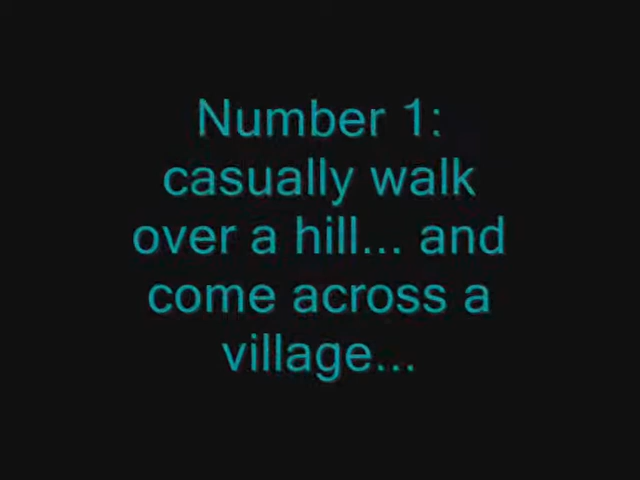 Number 1:
casually walk
over a hill... and
come across a
village...